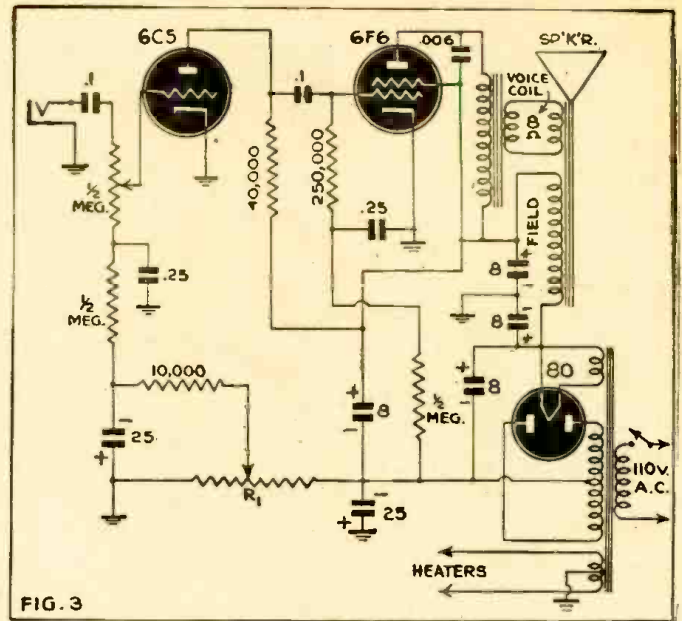 6C5
6F6
.006
SP'K'R.
.1
.1
VOICE
COIL
8
½
MEG.
40,000
250,000
.25
FIELD
.25
8
+
-
8
-
+
½
MEG.
10,000
+
8
-
½
MEG.
+
8
-
80
-
25
+
R1
-
25
+
110V.
A.C.
HEATERS
FIG. 3